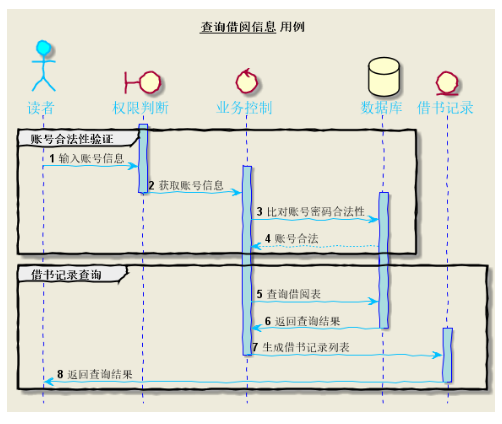 查询借阅信息 用例
读者 权限判断 业务控制 数据库 借书记录
账号合法性验证
1 输入账号信息
2 获取账号信息
3 比对账号密码合法性
4 账号合法
借书记录查询
5 查询借阅表
6 返回查询结果
7 生成借书记录列表
8 返回查询结果